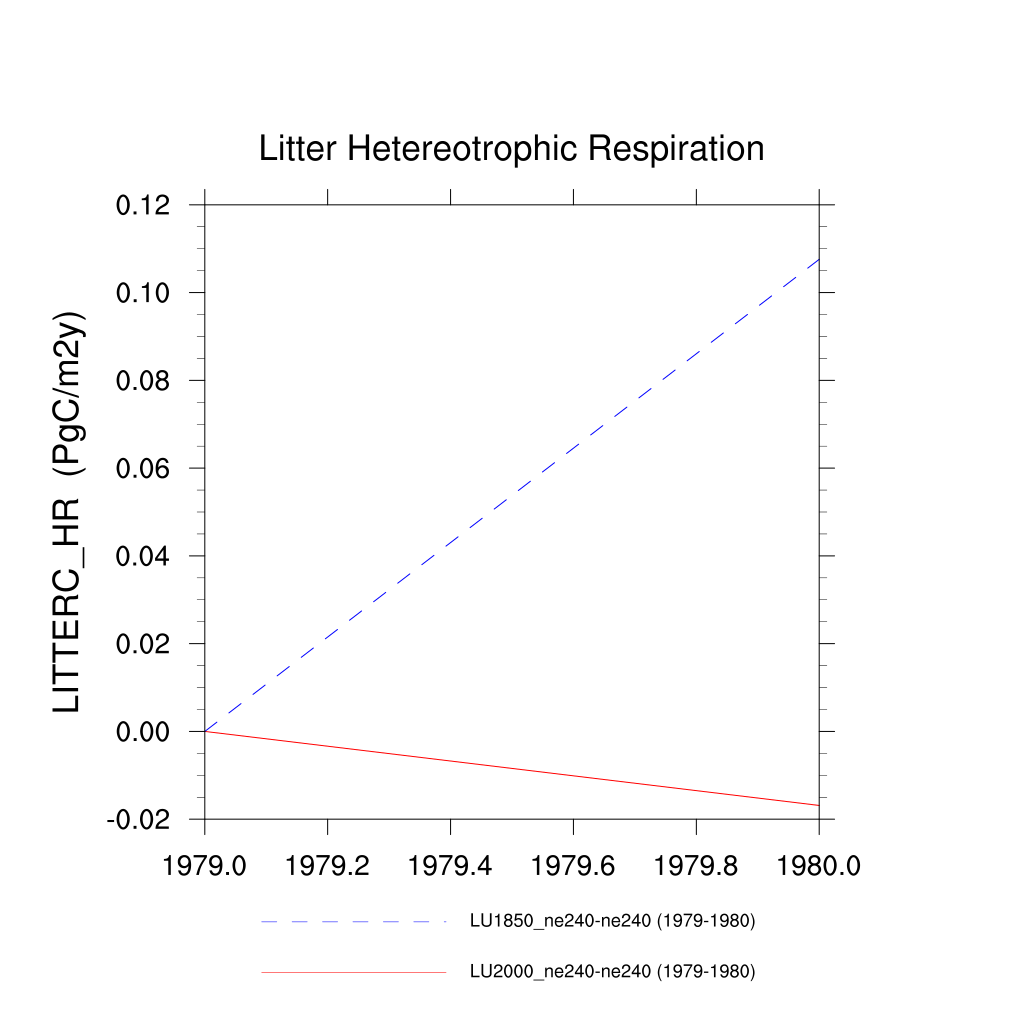 Litter Hetereotrophic Respiration
LITTERC_HR (PgC/m2y)
0.12
0.10
0.08
0.06
0.04
0.02
0.00
-0.02
1979.0 1979.2 1979.4 1979.6 1979.8 1980.0
LU1850_ne240-ne240 (1979-1980)
LU2000_ne240-ne240 (1979-1980)